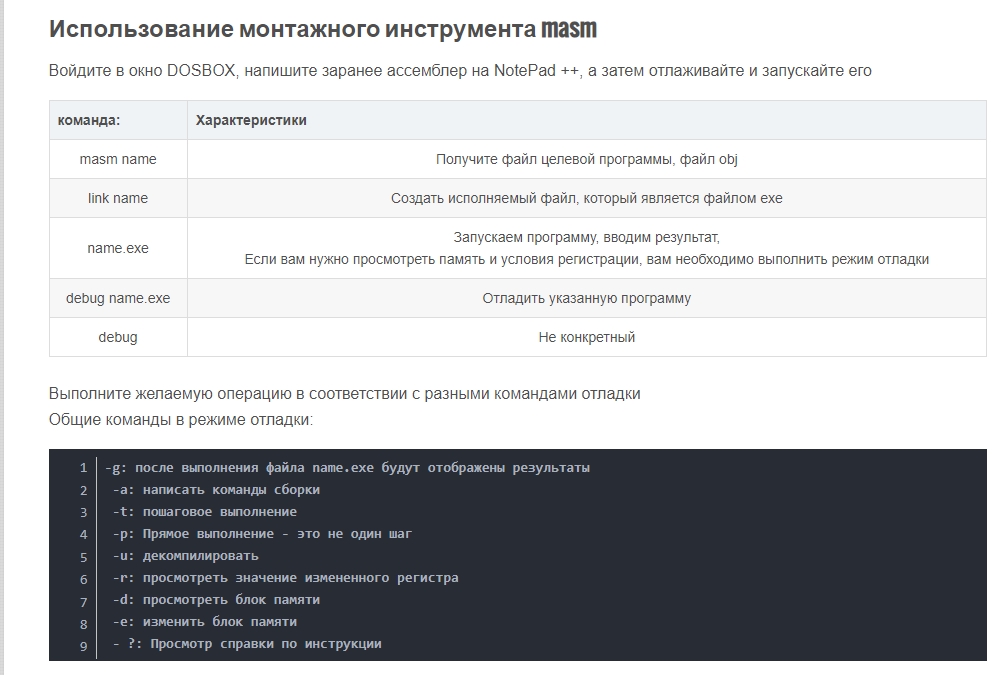 Использование монтажного инструмента masm
Войдите в окно DOSBOX, напишите заранее ассемблер на NotePad ++, а затем отлаживайте и запускайте его
команда: Характеристики
masm name Получите файл целевой программы, файл obj
link name Создать исполняемый файл, который является файлом exe
name.exe Запускаем программу, вводим результат,
Если вам нужно просмотреть память и условия регистрации, вам необходимо выполнить режим отладки
debug name.exe Отладить указанную программу
debug Не конкретный
Выполните желаемую операцию в соответствии с разными командами отладки
Общие команды в режиме отладки:
1 -g: после выполнения файла name.exe будут отображены результаты
2 -a: написать команды сборки
3 -t: пошаговое выполнение
4 -p: Прямое выполнение - это не один шаг
5 -u: декомпилировать
6 -r: просмотреть значение измененного регистра
7 -d: просмотреть блок памяти
8 -e: изменить блок памяти
9 - ?: Просмотр справки по инструкции